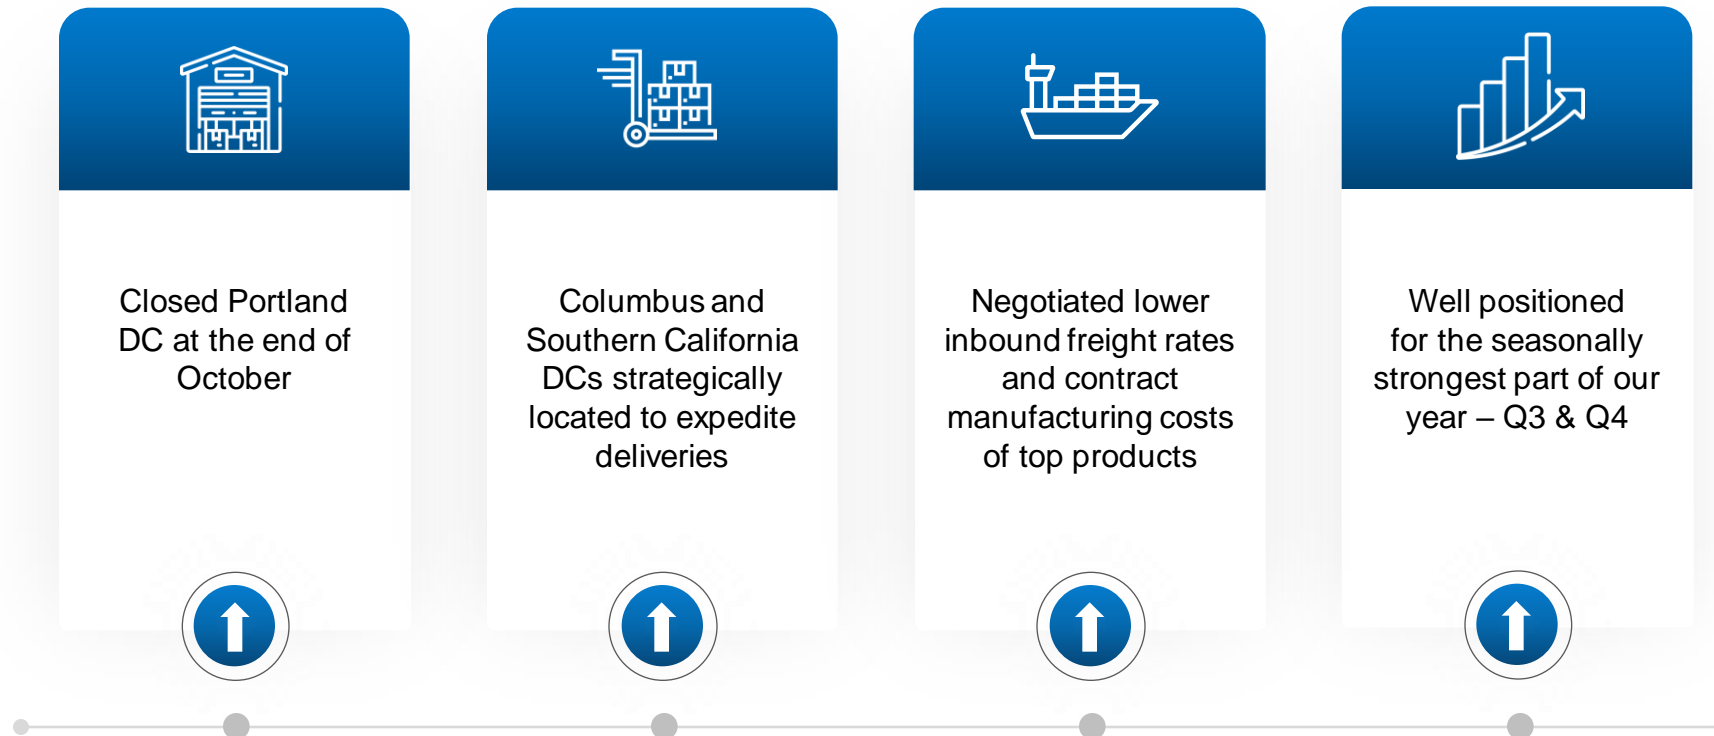 Closed Portland
DC at the end of
October
Columbus and
Southern California
DCs strategically
located to expedite
deliveries
Negotiated lower
inbound freight rates
and contract
manufacturing costs
of top products
Well positioned
for the seasonally
strongest part of our
year – Q3 & Q4